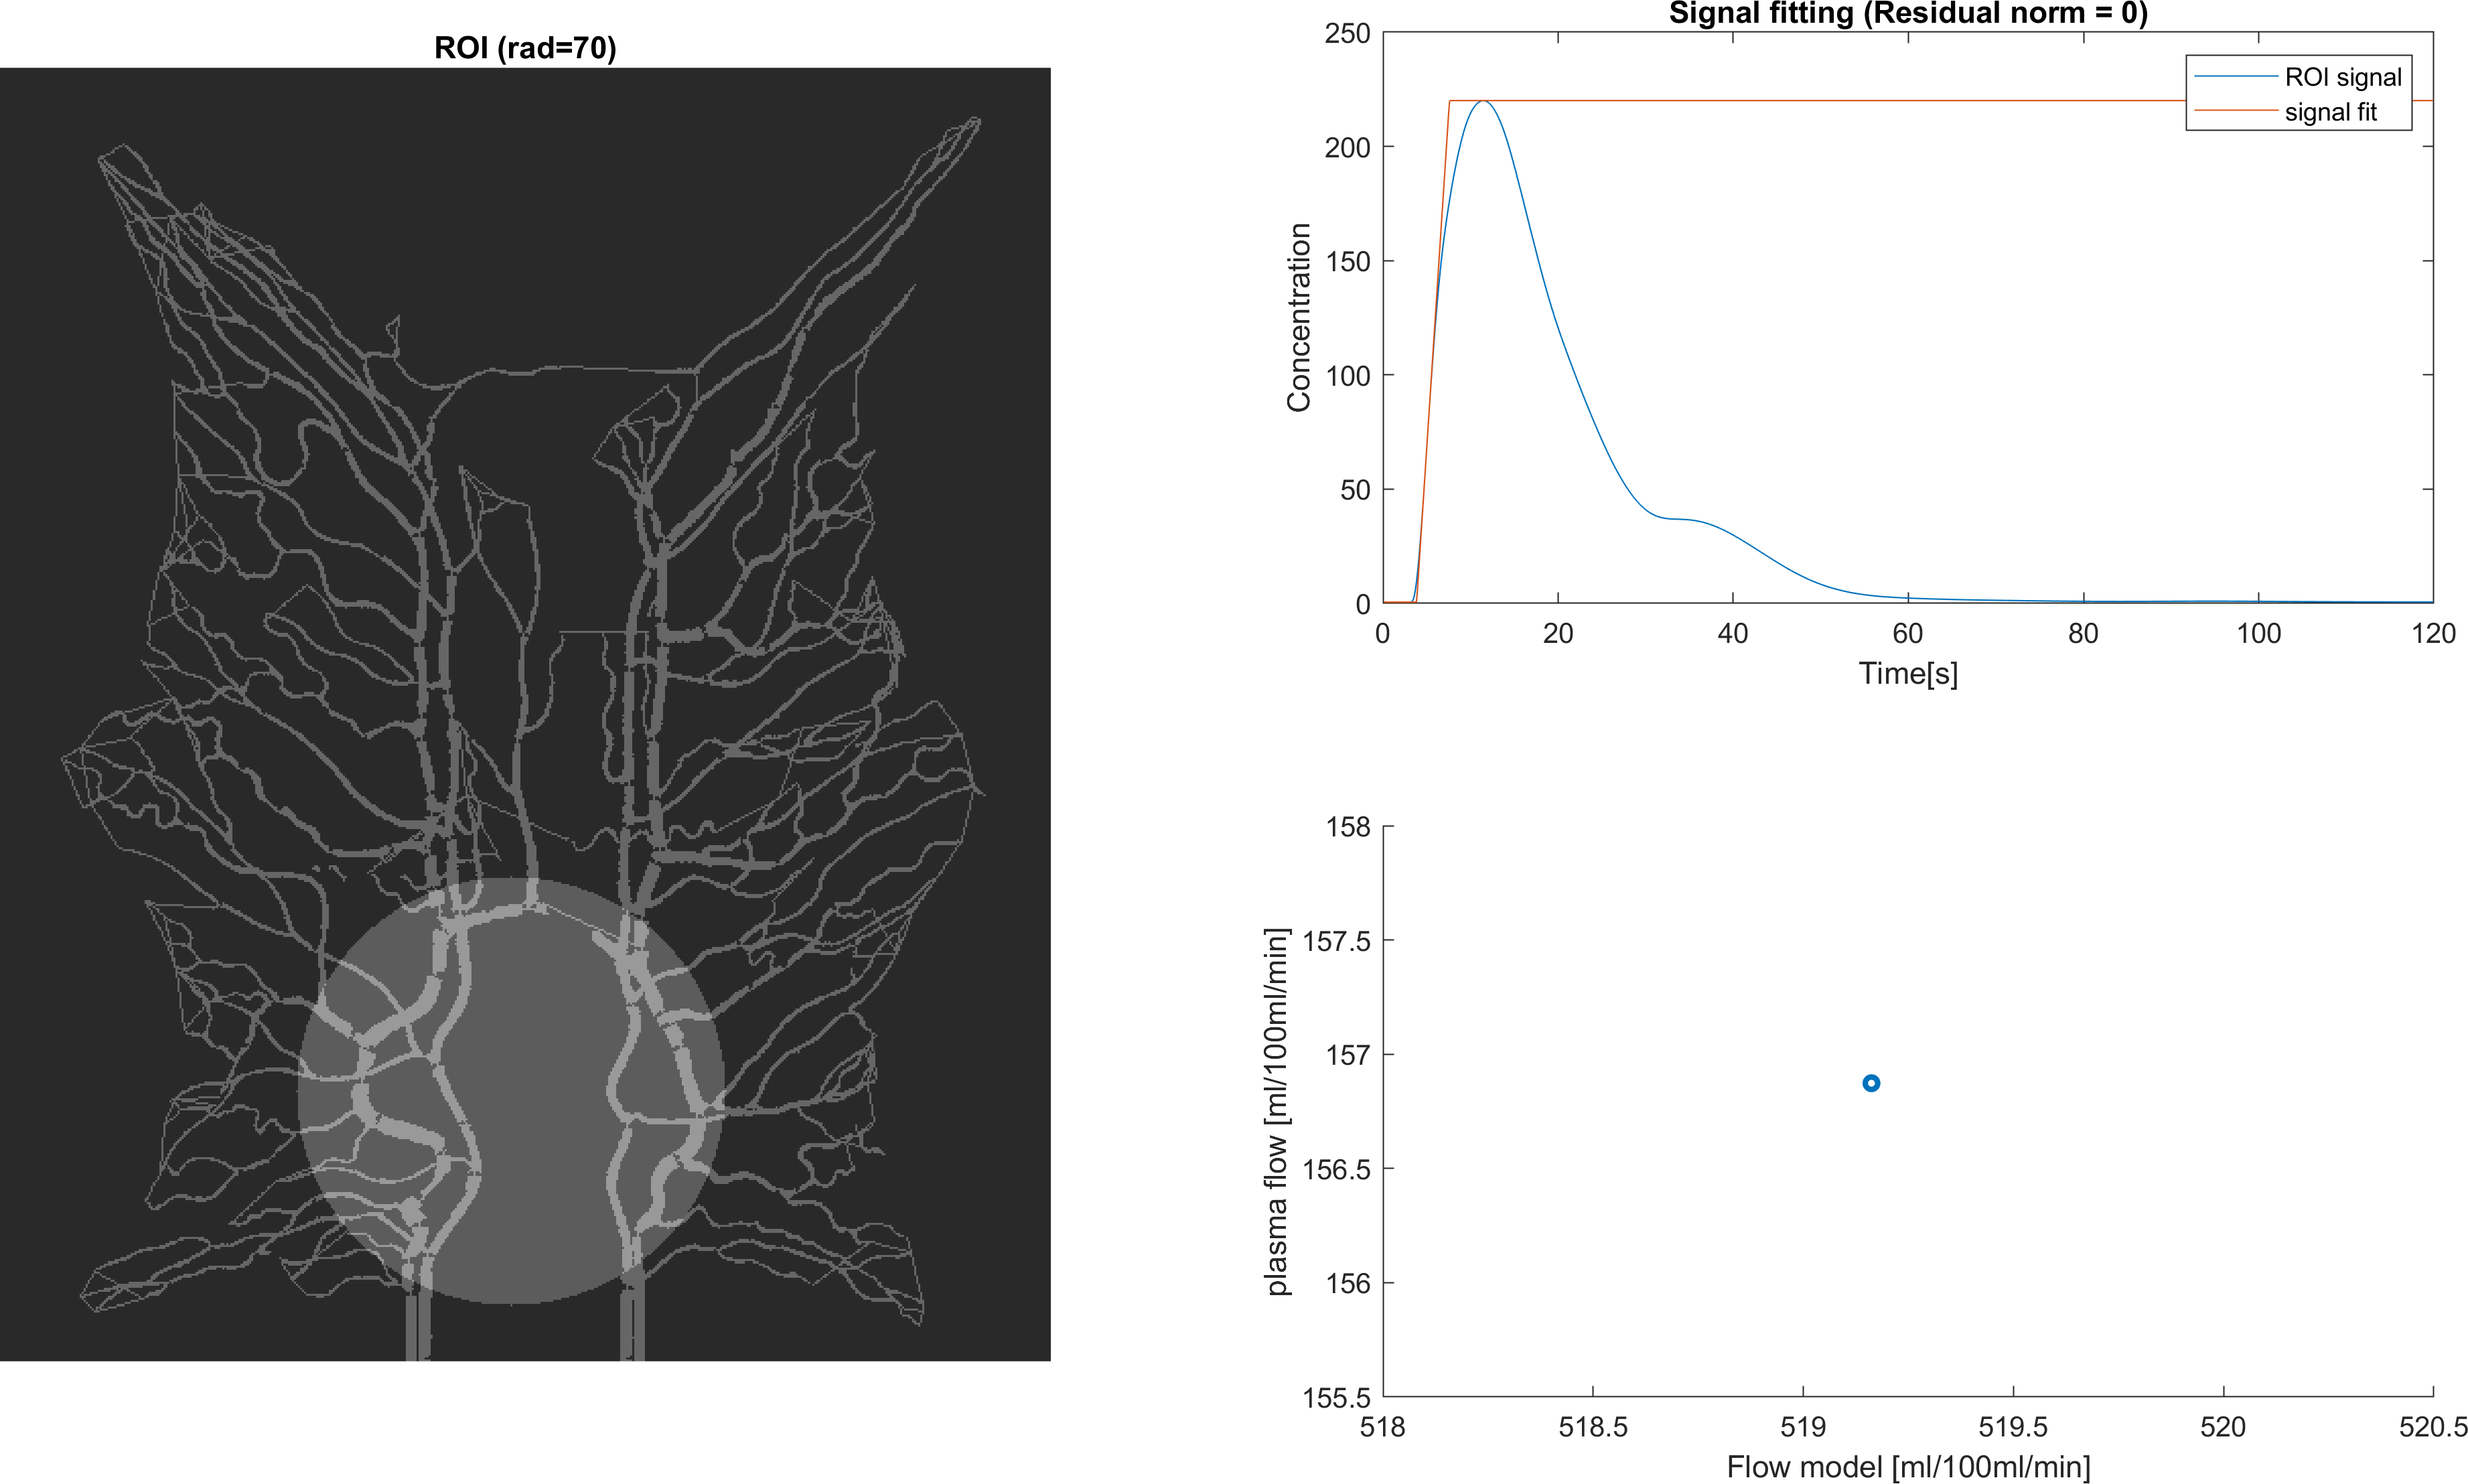 ROI (rad=70)
Signal fitting (Residual norm = 0)
250
200
150
100
50
0
Concentration
ROI signal
signal fit
0 20 40 60 80 100 120
Time[s]
158
157.5
157
156.5
156
155.5
plasma flow [ml/100ml/min]
518 518.5 519 519.5 520 520.5
Flow model [ml/100ml/min]